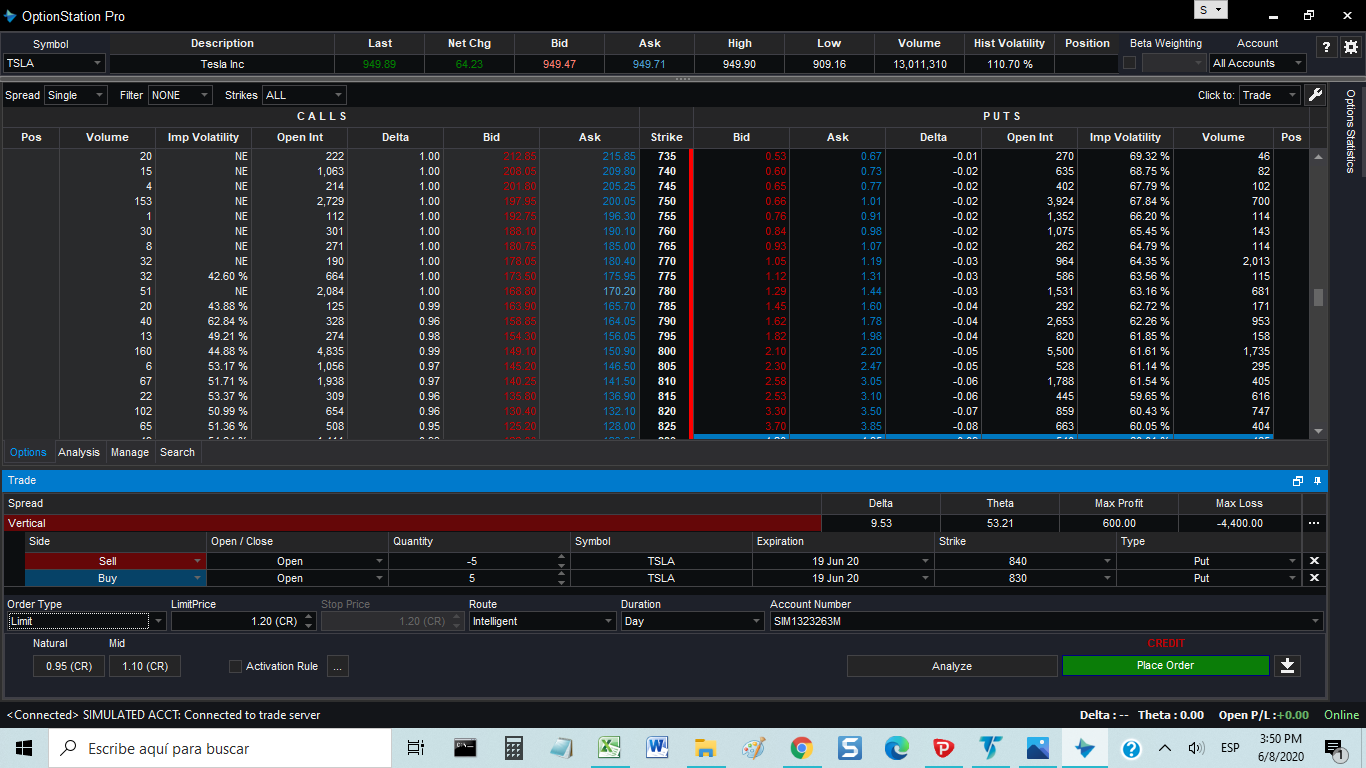 OptionStation Pro S
Symbol Description Last Net Chg Bid Ask High Low Volume Hist Volatility Position Beta Weighting Account
TSLA Tesla Inc 949.89 64.23 949.47 949.71 949.90 909.16 13,011,310 110.70 % All Accounts
Spread Single Filter NONE Strikes ALL Click to: Trade
Options Statistics
CALLS PUTS
Pos Volume Imp Volatility Open Int Delta Bid Ask Strike Bid Ask Delta Open Int Imp Volatility Volume Pos
20 NE 222 1.00 212.85 215.85 735 0.53 0.67 -0.01 270 69.32 % 46
15 NE 1,063 1.00 208.05 209.80 740 0.60 0.73 -0.02 635 68.75 % 82
4 NE 214 1.00 201.80 205.25 745 0.65 0.77 -0.02 402 67.79 % 102
153 NE 2,729 1.00 197.95 200.05 750 0.66 1.01 -0.02 3,924 67.84 % 700
1 NE 112 1.00 192.75 196.30 755 0.76 0.91 -0.02 1,352 66.20 % 114
30 NE 301 1.00 188.10 190.10 760 0.84 0.98 -0.02 1,075 65.45 % 143
8 NE 271 1.00 180.75 185.00 765 0.93 1.07 -0.02 262 64.79 % 114
32 NE 190 1.00 178.05 180.40 770 1.05 1.19 -0.03 964 64.35 % 2,013
32 42.60 % 664 1.00 173.50 175.95 775 1.12 1.31 -0.03 586 63.56 % 115
51 NE 2,084 1.00 168.80 170.20 780 1.29 1.44 -0.03 1,531 63.16 % 681
20 43.88 % 125 0.99 163.90 165.70 785 1.45 1.60 -0.04 292 62.72 % 171
40 62.84 % 328 0.96 158.85 164.05 790 1.62 1.78 -0.04 2,653 62.26 % 953
13 49.21 % 274 0.98 154.30 156.05 795 1.82 1.98 -0.04 820 61.85 % 158
160 44.88 % 4,835 0.99 149.10 150.90 800 2.10 2.20 -0.05 5,500 61.61 % 1,735
6 53.17 % 1,056 0.97 145.20 146.50 805 2.30 2.47 -0.05 528 61.14 % 295
67 51.71 % 1,938 0.97 140.25 141.50 810 2.58 3.05 -0.06 1,788 61.54 % 405
22 53.37 % 309 0.96 135.80 136.90 815 2.53 3.10 -0.06 445 59.65 % 616
102 50.99 % 654 0.96 130.40 132.10 820 3.30 3.50 -0.07 859 60.43 % 747
65 51.36 % 508 0.95 125.20 128.00 825 3.70 3.85 -0.08 663 60.05 % 404
Options Analysis Manage Search
Trade
Spread Delta Theta Max Profit Max Loss
Vertical 9.53 53.21 600.00 -4,400.00 ...
Side Open / Close Quantity Symbol Expiration Strike Type
Sell Open -5 TSLA 19 Jun 20 840 Put
Buy Open 5 TSLA 19 Jun 20 830 Put
Order Type LimitPrice Stop Price Route Duration Account Number
Limit 1.20 (CR) 1.20 (CR) Intelligent Day SIM1323263M
Natural Mid CREDIT
0.95 (CR) 1.10 (CR) Activation Rule ... Analyze Place Order
<Connected> SIMULATED ACCT: Connected to trade server Delta : -- Theta : 0.00 Open P/L :+0.00 Online
Escribe aquí para buscar ESP 3:50 PM
6/8/2020 1